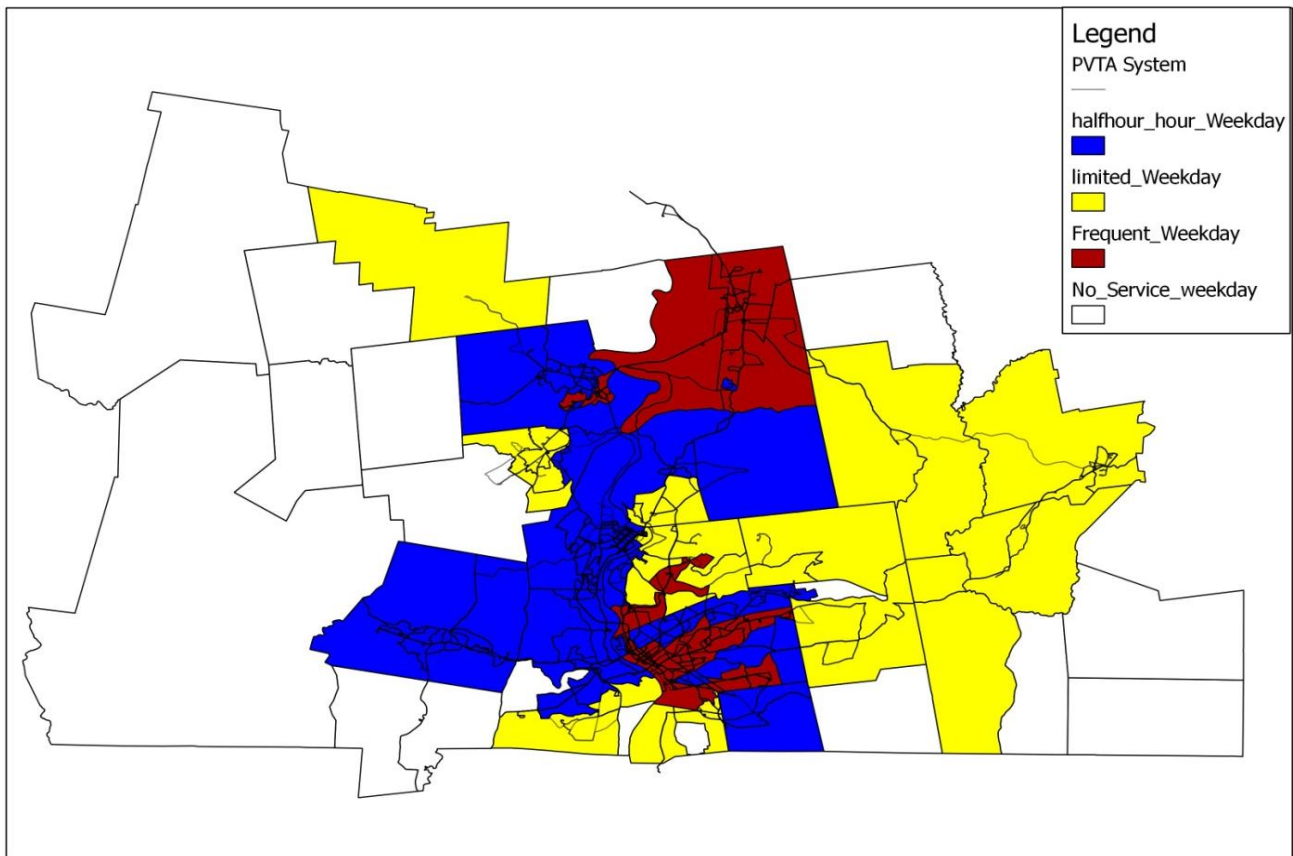 Legend
PVTA System
halfhour_hour_Weekday
limited_Weekday
Frequent_Weekday
No_Service_weekday